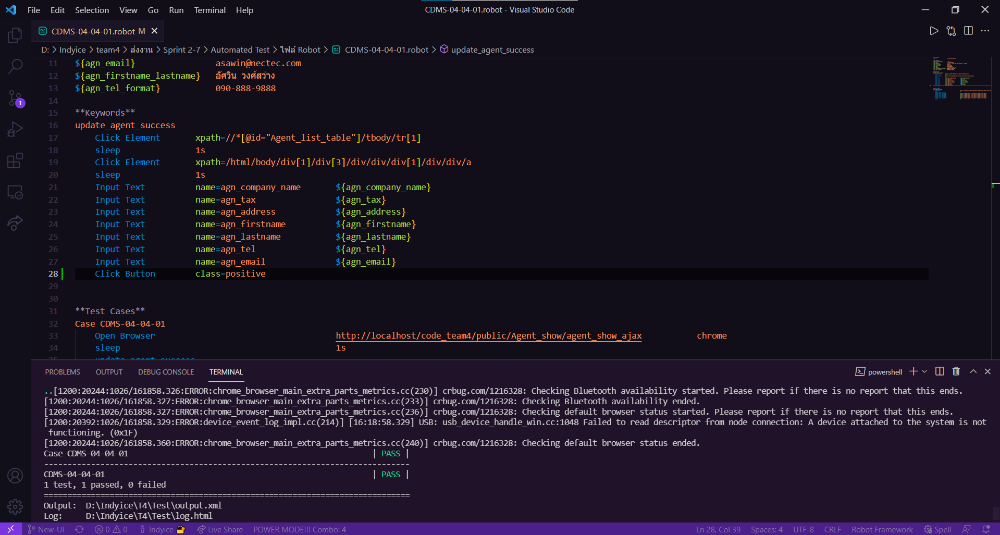 File Edit Selection View Go Run Terminal Help
CDMS-04-04-01.robot - Visual Studio Code
CDMS-04-04-01.robot M
D: > Indyice > team4 > ส่งงาน > Sprint 2-7 > Automated Test > ไฟล์ Robot > CDMS-04-04-01.robot > update_agent_success
11 ${agn_email} asawin@nectec.com
12 ${agn_firstname_lastname} อัศวิน วงศ์สว่าง
13 ${agn_tel_format} 090-888-9888
14
15 **Keywords**
16 update_agent_success
17 Click Element xpath=//*[@id="Agent_list_table"]/tbody/tr[1]
18 sleep 1s
19 Click Element xpath=/html/body/div[1]/div[3]/div/div/div[1]/div/div/a
20 sleep 1s
21 Input Text name=agn_company_name ${agn_company_name}
22 Input Text name=agn_tax ${agn_tax}
23 Input Text name=agn_address ${agn_address}
24 Input Text name=agn_firstname ${agn_firstname}
25 Input Text name=agn_lastname ${agn_lastname}
26 Input Text name=agn_tel ${agn_tel}
27 Input Text name=agn_email ${agn_email}
28 Click Button class=positive
29
30
31 **Test Cases**
32 Case CDMS-04-04-01
33 Open Browser http://localhost/code_team4/public/Agent_show/agent_show_ajax chrome
34 sleep 1s
35 update_agent_success
PROBLEMS OUTPUT DEBUG CONSOLE TERMINAL powershell
..[1200:20244:1026/161858.326:ERROR:chrome_browser_main_extra_parts_metrics.cc(230)] crbug.com/1216328: Checking Bluetooth availability started. Please report if there is no report that this ends.
[1200:20244:1026/161858.327:ERROR:chrome_browser_main_extra_parts_metrics.cc(233)] crbug.com/1216328: Checking Bluetooth availability ended.
[1200:20244:1026/161858.327:ERROR:chrome_browser_main_extra_parts_metrics.cc(236)] crbug.com/1216328: Checking default browser status started. Please report if there is no report that this ends.
[1200:20392:1026/161858.329:ERROR:device_event_log_impl.cc(214)] [16:18:58.329] USB: usb_device_handle_win.cc:1048 Failed to read descriptor from node connection: A device attached to the system is not
functioning. (0x1F)
[1200:20244:1026/161858.360:ERROR:chrome_browser_main_extra_parts_metrics.cc(240)] crbug.com/1216328: Checking default browser status ended.
Case CDMS-04-04-01 | PASS |
------------------------------------------------------------------------------
CDMS-04-04-01 | PASS |
1 test, 1 passed, 0 failed
==============================================================================
Output: D:\Indyice\T4\Test\output.xml
Log: D:\Indyice\T4\Test\log.html
New-UI 0 0 Indyice Live Share POWER MODE!!! Combo: 4 Ln 28, Col 39 Spaces: 4 UTF-8 CRLF Robot Framework Spell